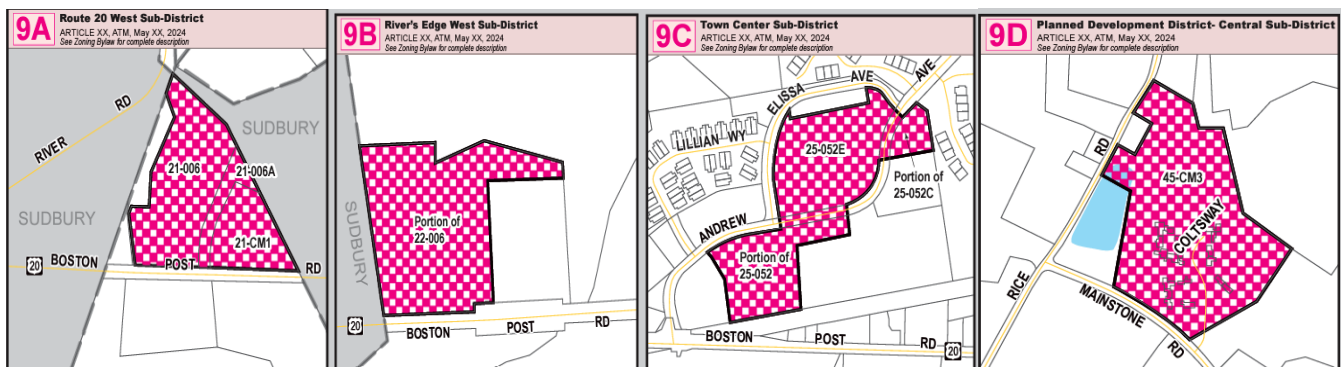 9A
Route 20 West Sub-District
ARTICLE XX, ATM, May XX, 2024
See Zoning Bylaw for complete description
RIVER
RD
SUDBURY
21-006
21-006A
SUDBURY
21-CM1
20
BOSTON
POST
RD
9B
River's Edge West Sub-District
ARTICLE XX, ATM, May XX, 2024
See Zoning Bylaw for complete description
SUDBURY
Portion of
22-006
20
BOSTON
POST
RD
9C
Town Center Sub-District
ARTICLE XX, ATM, May XX, 2024
See Zoning Bylaw for complete description
ELISSA
AVE
AVE
LILLIAN WY
25-052E
Portion of
25-052C
ANDREW
Portion of
25-052
BOSTON
POST
RD
20
9D
Planned Development District- Central Sub-District
ARTICLE XX, ATM, May XX, 2024
See Zoning Bylaw for complete description
RD
45-CM3
COLTSWAY
RICE
MAINSTONE
RD